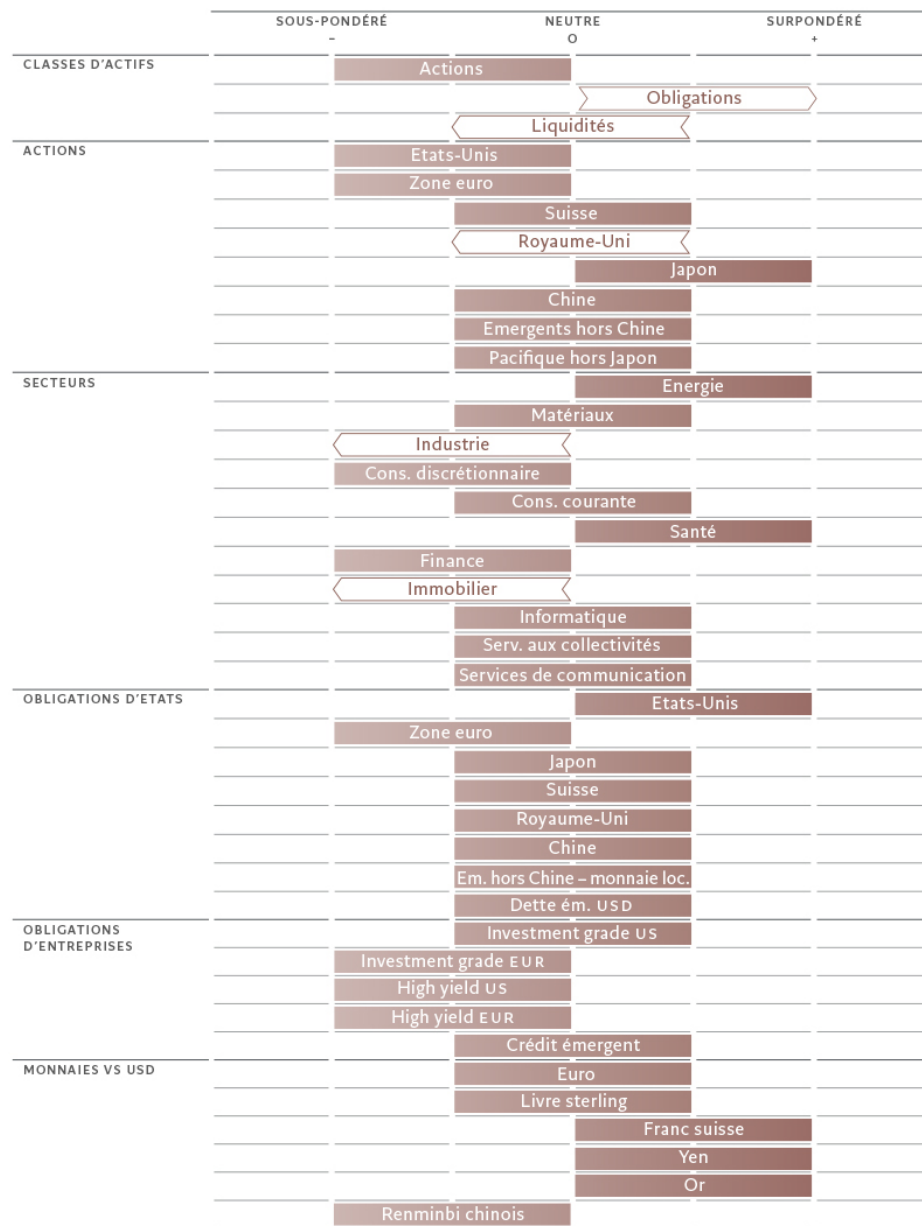 SOUS-PONDÉRÉ NEUTRE SURPONDÉRÉ
– O +
CLASSES D'ACTIFS
Actions
Obligations
Liquidités
ACTIONS
Etats-Unis
Zone euro
Suisse
Royaume-Uni
Japon
Chine
Emergents hors Chine
Pacifique hors Japon
SECTEURS
Energie
Matériaux
Industrie
Cons. discrétionnaire
Cons. courante
Santé
Finance
Immobilier
Informatique
Serv. aux collectivités
Services de communication
OBLIGATIONS D'ETATS
Etats-Unis
Zone euro
Japon
Suisse
Royaume-Uni
Chine
Em. hors Chine – monnaie loc.
Dette ém. USD
OBLIGATIONS
D'ENTREPRISES
Investment grade US
Investment grade EUR
High yield US
High yield EUR
Crédit émergent
MONNAIES VS USD
Euro
Livre sterling
Franc suisse
Yen
Or
Renminbi chinois